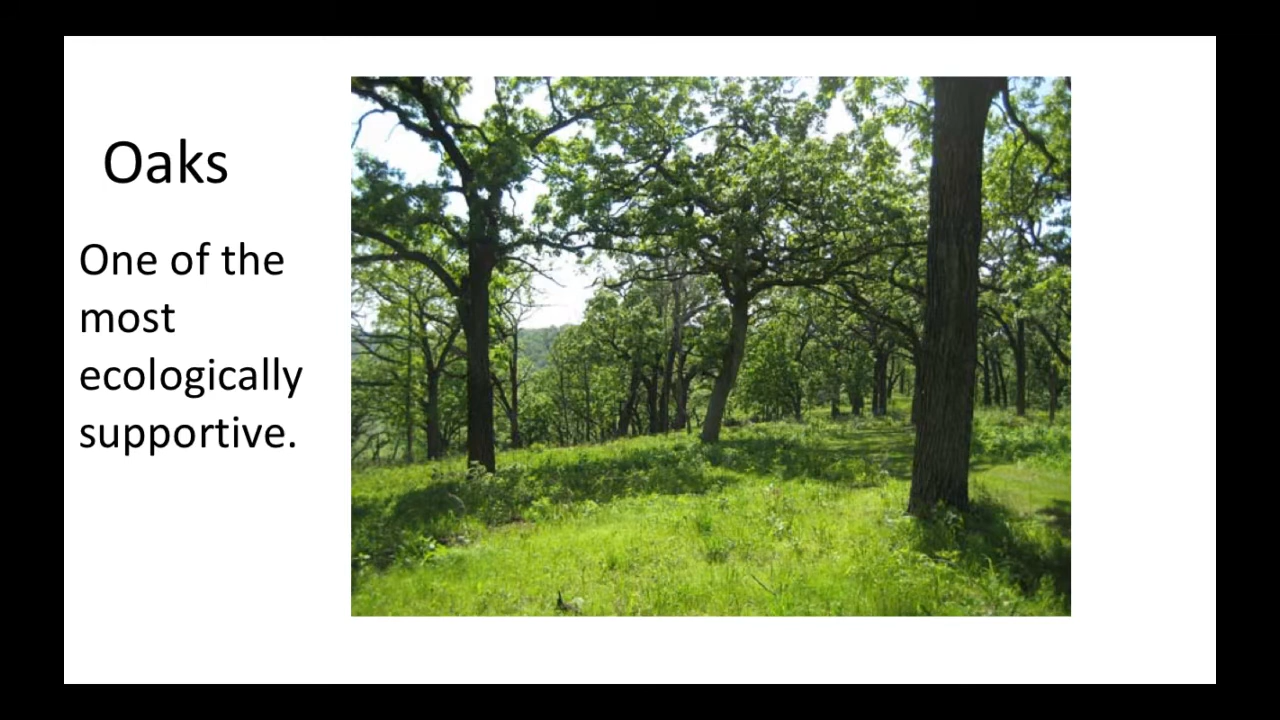 Oaks
One of the
most
ecologically
supportive.